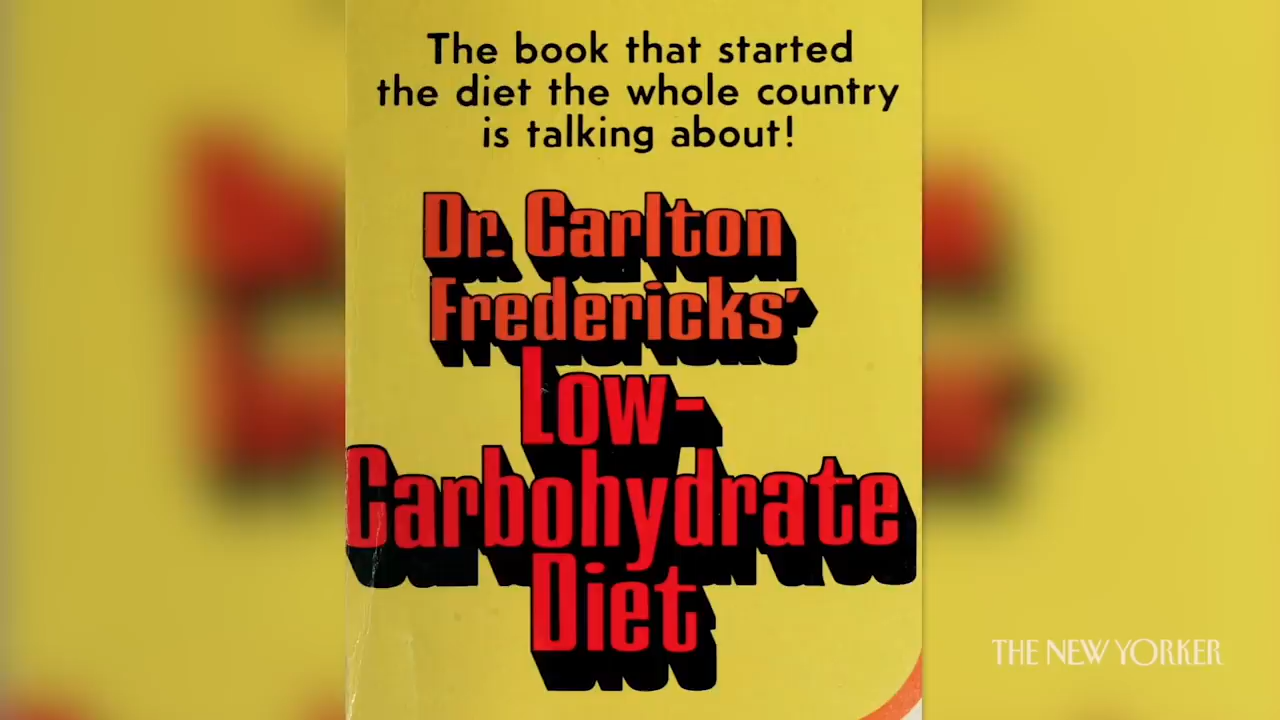 The book that started
the diet the whole country
is talking about!
Dr. Carlton
Fredericks'
Low-
Carbohydrate
Diet
THE NEW YORKER